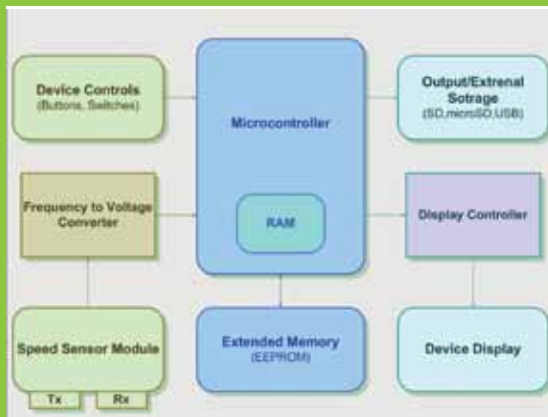 Device Controls
(Buttons, Switches)
Microcontroller
Output/Extrenal
Sotrage
(SD,microSD,USB)
Frequency to Voltage
Converter
RAM
Display Controller
Speed Sensor Module
Tx
Rx
Extended Memory
(EEPROM)
Device Display